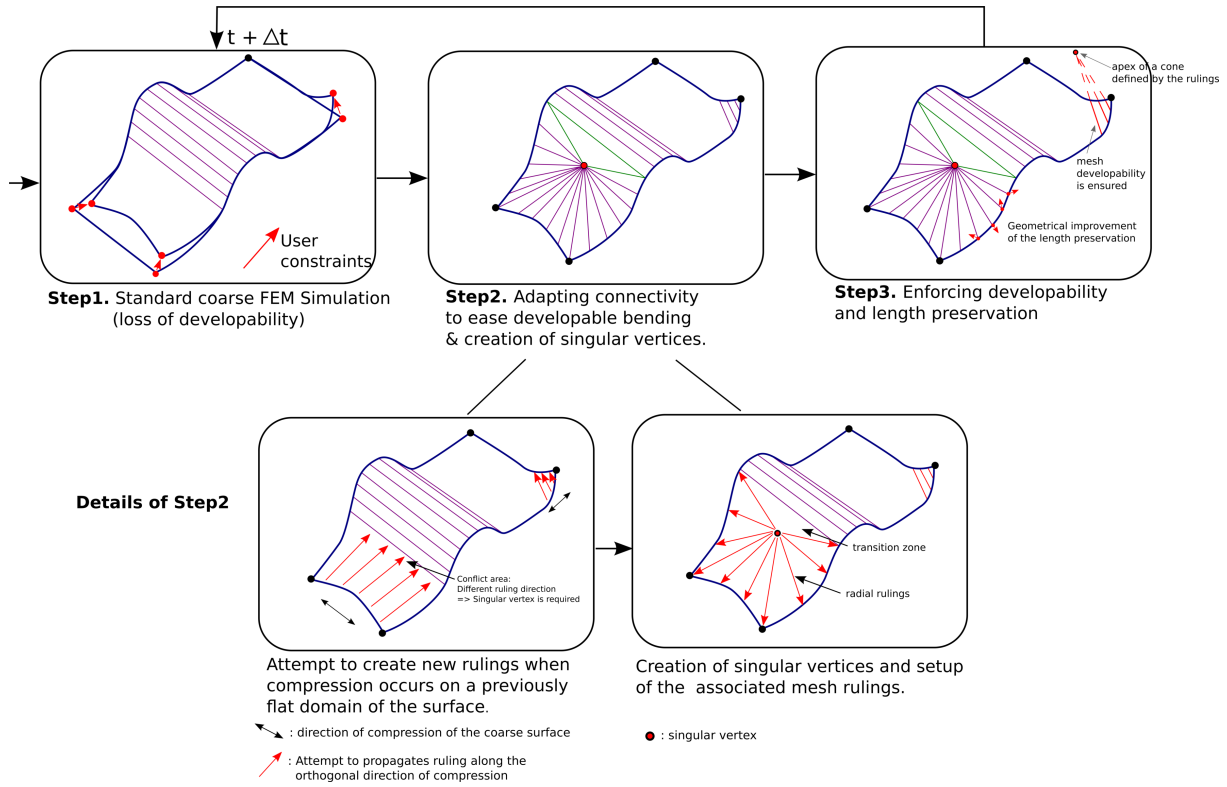 t + Δt
User
constraints
Step1. Standard coarse FEM Simulation
(loss of developability)
Step2. Adapting connectivity
to ease developable bending
& creation of singular vertices.
apex of a cone
defined by the rulings
mesh
developability
is ensured
Geometrical improvement
of the length preservation
Step3. Enforcing developability
and length preservation
Details of Step2
Conflict area:
Different ruling direction
=> Singular vertex is required
Attempt to create new rulings when
compression occurs on a previously
flat domain of the surface.
: direction of compression of the coarse surface
: Attempt to propagates ruling along the
orthogonal direction of compression
transition zone
radial rulings
Creation of singular vertices and setup
of the associated mesh rulings.
: singular vertex